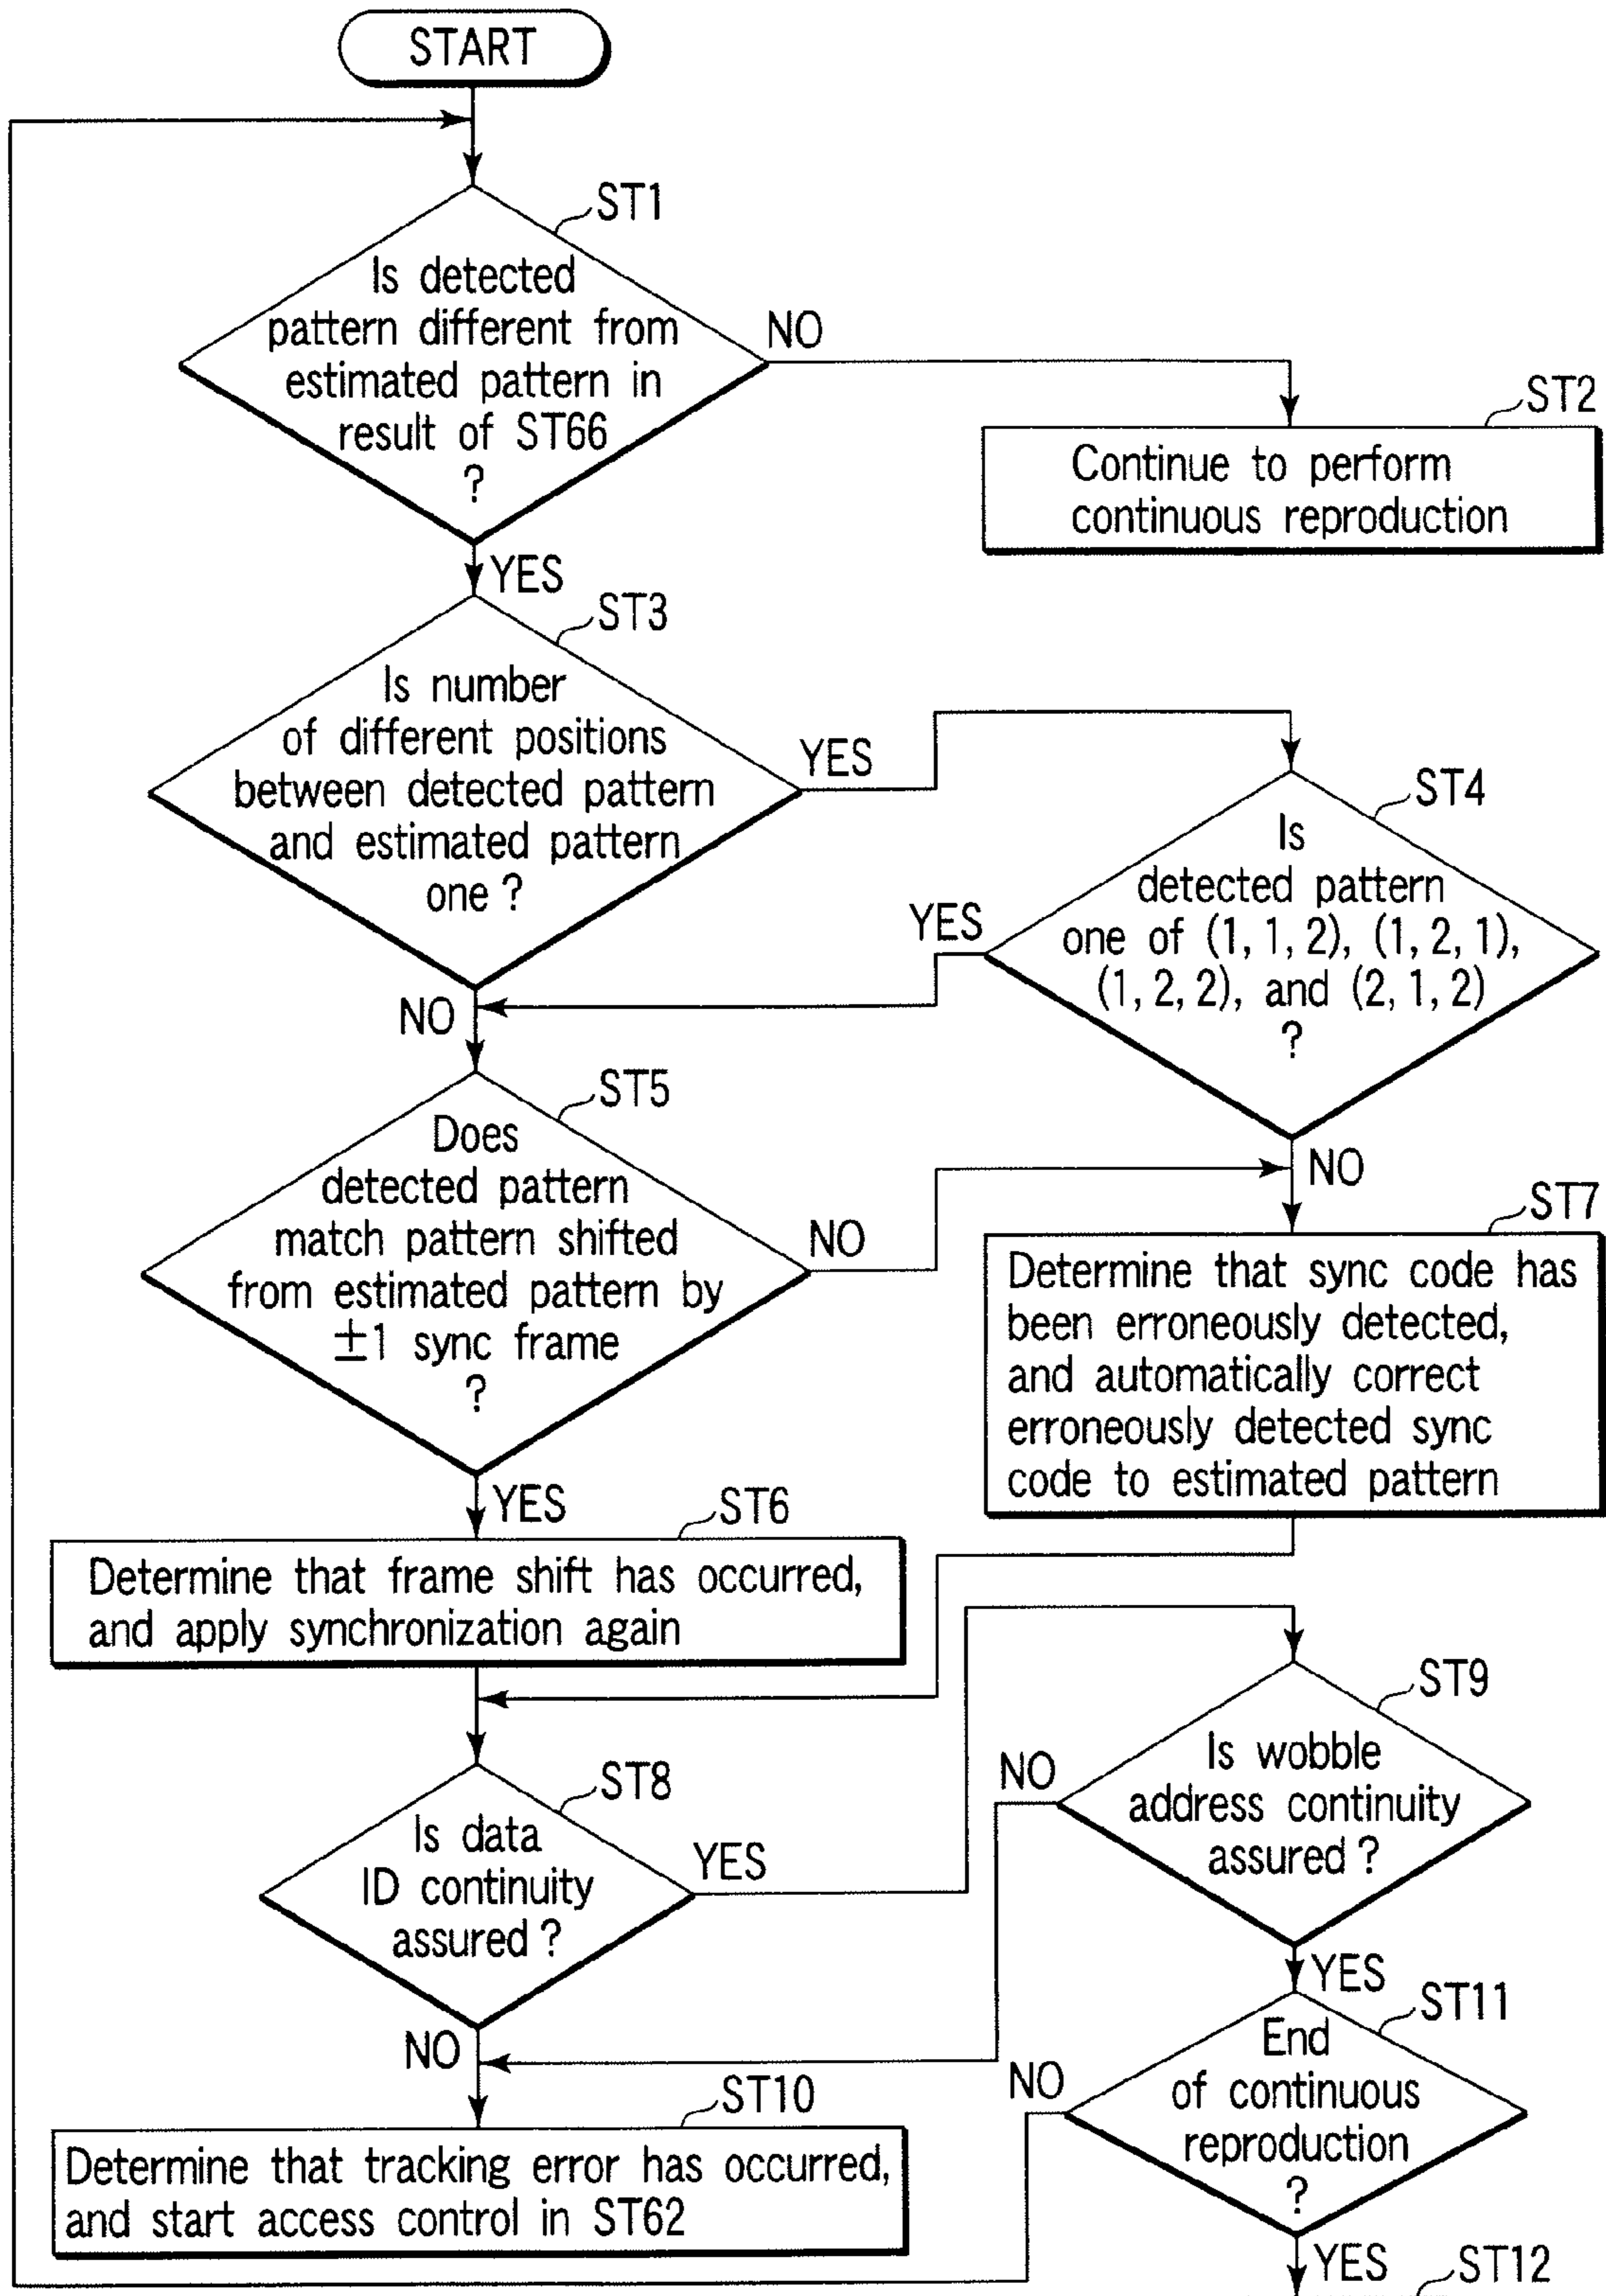 START
ST1
Is detected
pattern different from
estimated pattern in
result of ST66
?
NO
ST2
Continue to perform
continuous reproduction
YES
ST3
Is number
of different positions
between detected pattern
and estimated pattern
one ?
YES
NO
ST4
Is
detected pattern
one of (1, 1, 2), (1, 2, 1),
(1, 2, 2), and (2, 1, 2)
?
YES
NO
ST5
Does
detected pattern
match pattern shifted
from estimated pattern by
±1 sync frame
?
NO
YES
ST7
Determine that sync code has
been erroneously detected,
and automatically correct
erroneously detected sync
code to estimated pattern
ST6
Determine that frame shift has occurred,
and apply synchronization again
ST8
Is data
ID continuity
assured ?
YES
NO
ST9
Is wobble
address continuity
assured ?
NO
YES
ST10
Determine that tracking error has occurred,
and start access control in ST62
ST11
End
of continuous
reproduction
?
NO
YES
ST12